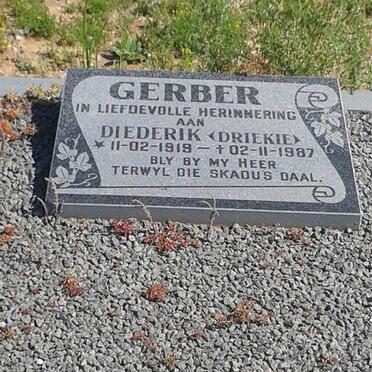 GERBER
IN LIEFDEVOLLE HERINNERING
AAN
DIEDERIK <DRIEKIE>
*11-02-1919 - +02-11-1987
BLY BY MY HEER
TERWYL DIE SKADU'S DAAL.